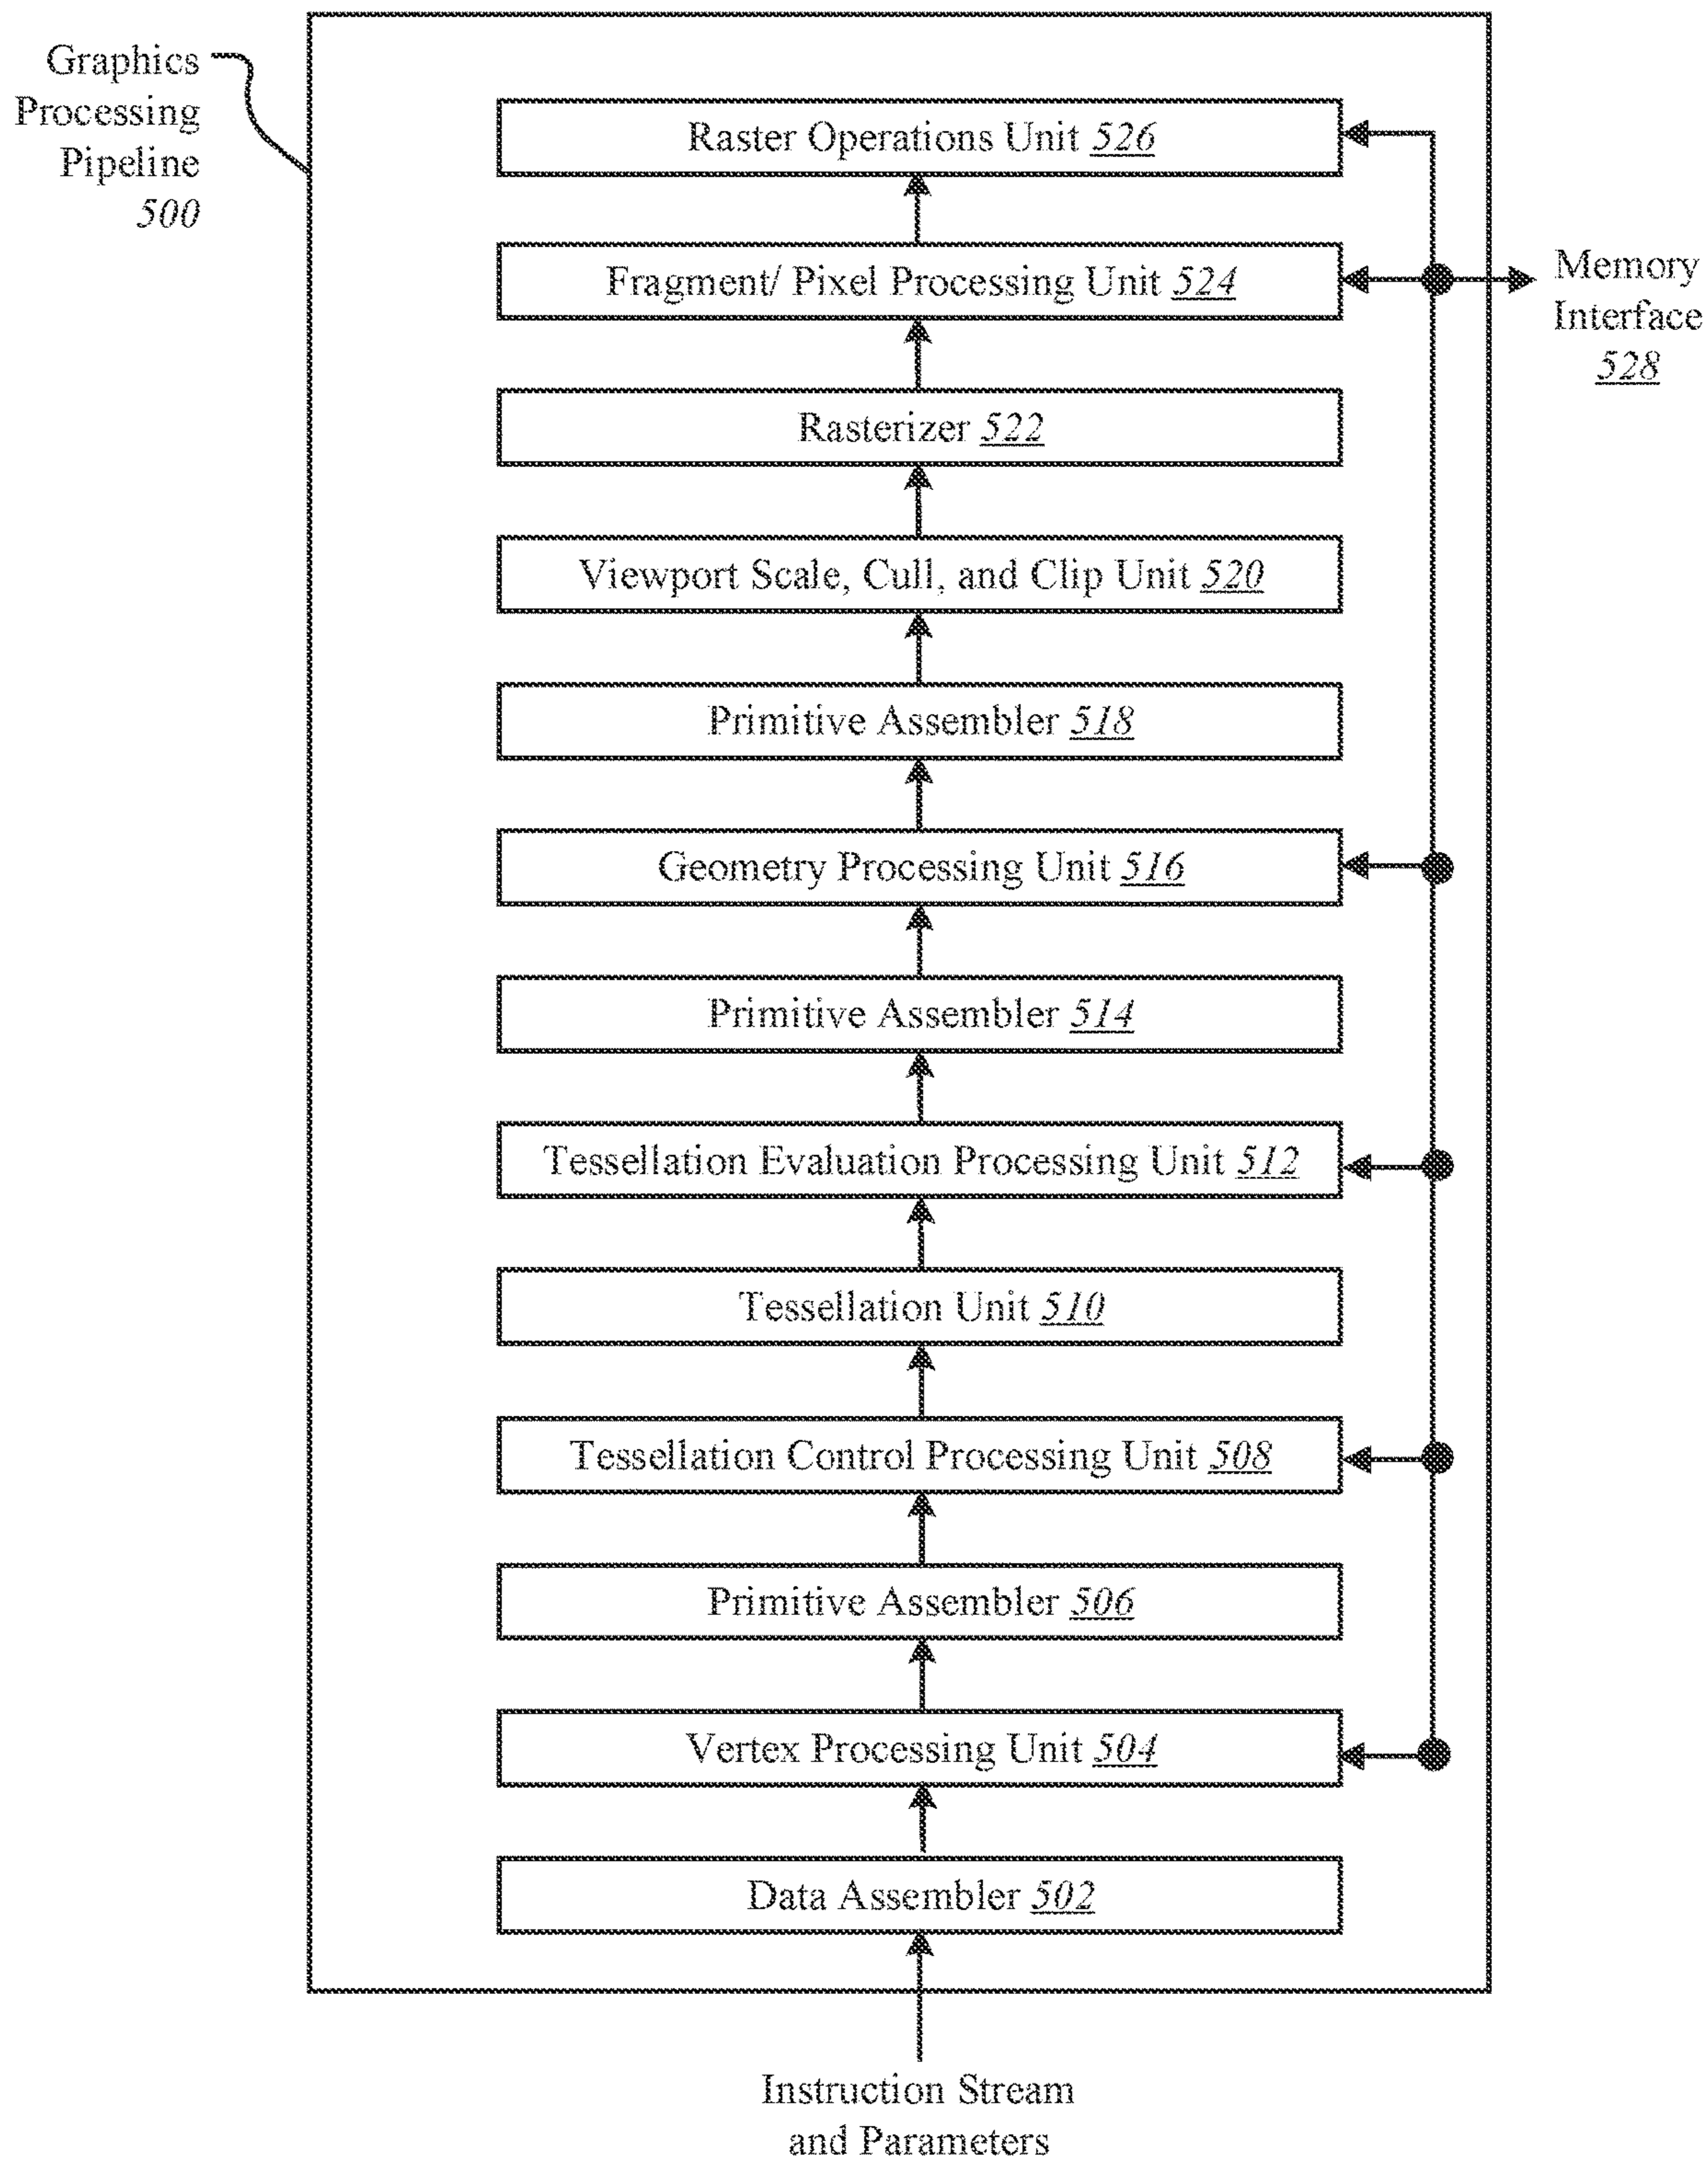 Graphics
Processing
Pipeline
500
Raster Operations Unit 526
Fragment/ Pixel Processing Unit 524
Memory
Interface
528
Rasterizer 522
Viewport Scale, Cull, and Clip Unit 520
Primitive Assembler 518
Geometry Processing Unit 516
Primitive Assembler 514
Tessellation Evaluation Processing Unit 512
Tessellation Unit 510
Tessellation Control Processing Unit 508
Primitive Assembler 506
Vertex Processing Unit 504
Data Assembler 502
Instruction Stream
and Parameters